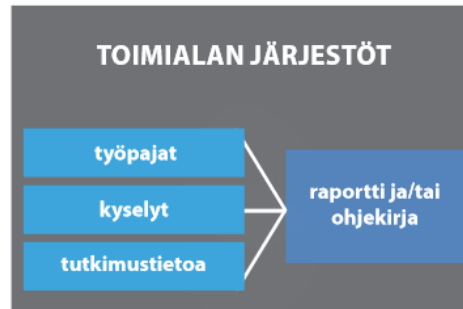 TOIMIALAN JÄRJESTÖT
työpajat
kyselyt
tutkimustietoa
raportti ja/tai
ohjekirja